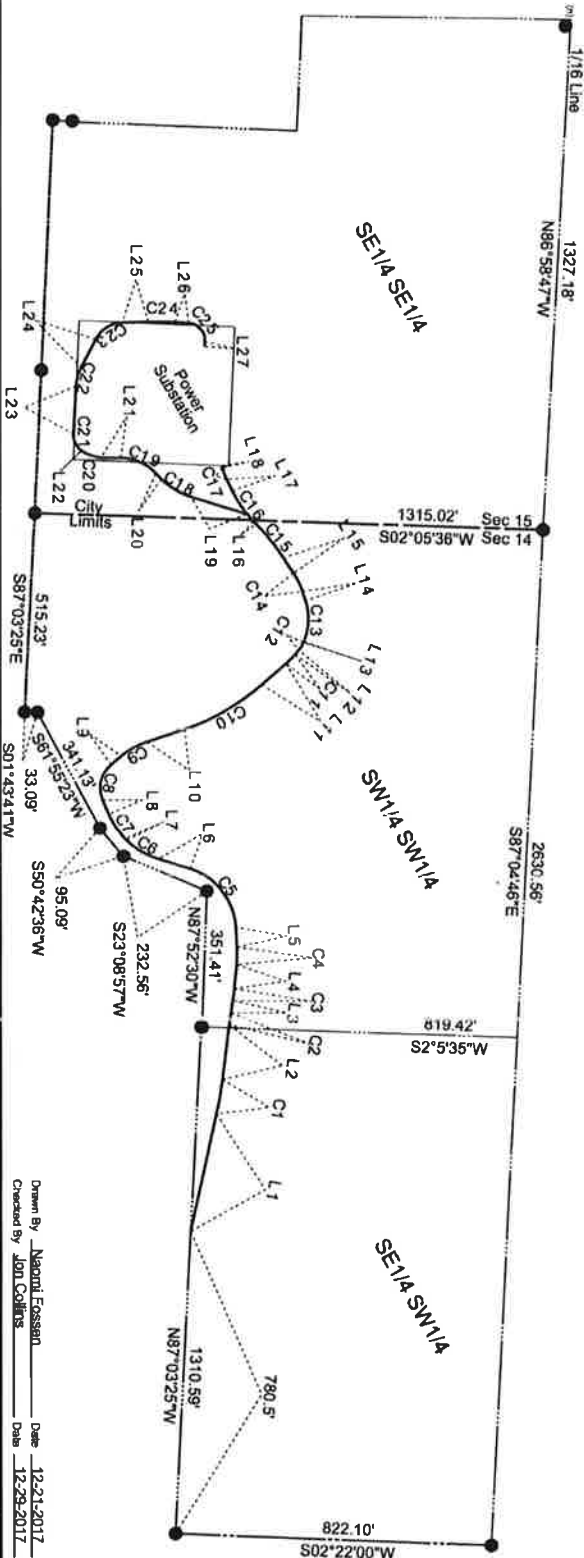 1/16 Line
1327.18'
N86°58'47"W
2630.56'
S87°04'46"E
SE1/4 SE1/4
SW1/4 SW1/4
SE1/4 SW1/4
1315.02'
S02°05'36"W
Sec 15
Sec 14
819.42'
S2°5'35"W
822.10'
S02°22'00"W
Power
Substation
City
Limits
L27
C25
L26
C24
L25
C23
L24
C22
L23
C21
L22
C20
L21
C19
L20
C18
L19
C17
L18
L17
C16
L16
C15
L15
C14
L14
C13
L13
C12
L12
C11
L11
C10
L10
C9
L9
C8
L8
C7
L7
C6
L6
C5
L5
C4
L4
C3
L3
C2
L2
C1
L1
780.5'
1310.59'
N87°03'25"W
351.41'
N87°52'30"W
232.56'
S23°08'57"W
95.09'
S50°42'36"W
341.13'
S61°55'23"W
33.09'
S01°43'41"W
515.23'
S87°03'25"E
Drawn By Naomi Fossen Date 12-21-2017
Checked By Jon Collins Date 12-29-2017